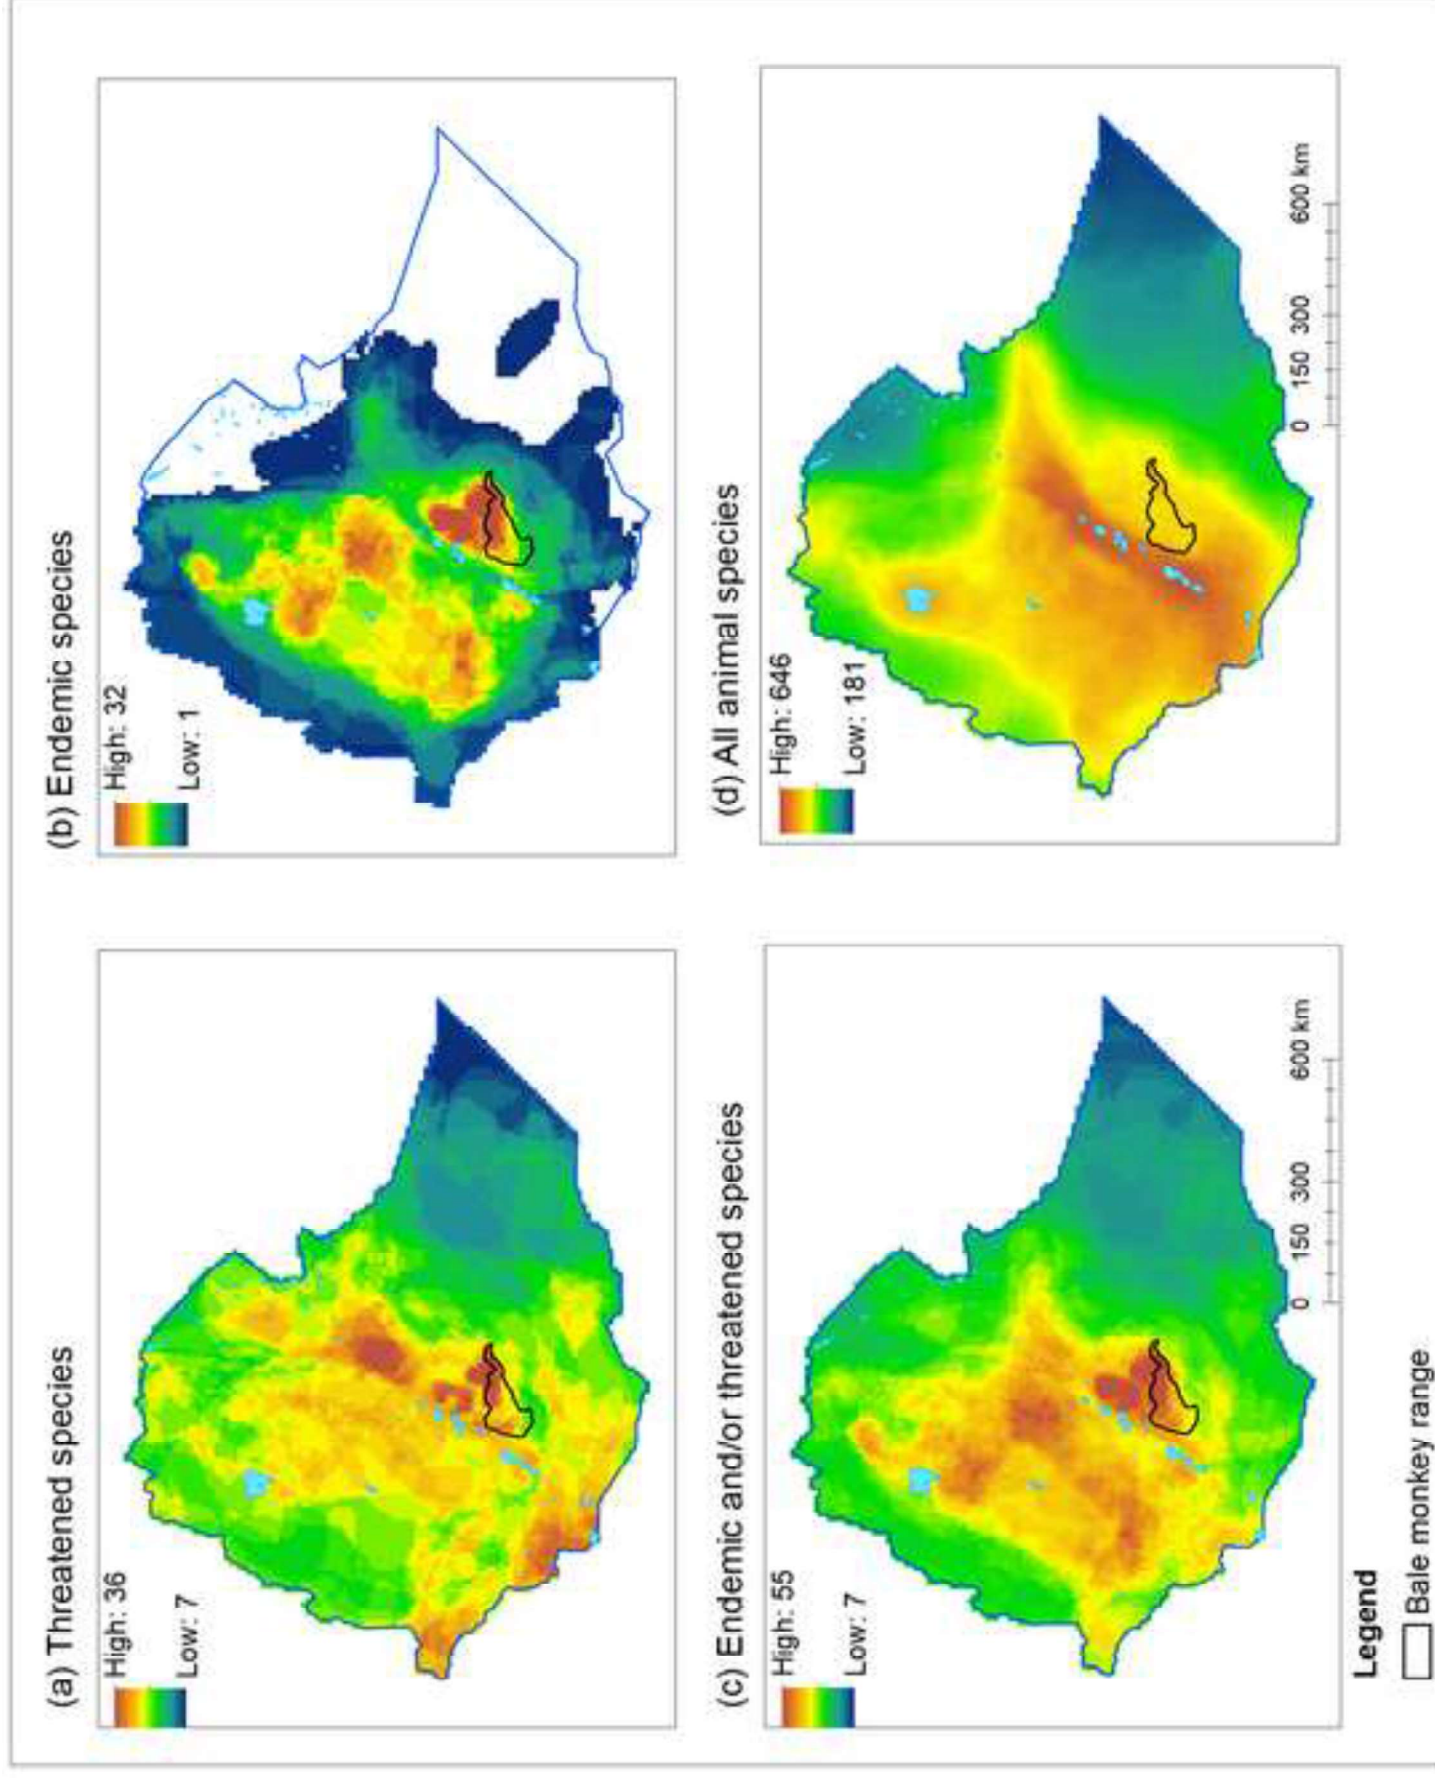 (a) Threatened species
High: 36
Low: 7
(b) Endemic species
High: 32
Low: 1
(c) Endemic and/or threatened species
High: 55
Low: 7
0 150 300 600 km
(d) All animal species
High: 646
Low: 181
0 150 300 600 km
Legend
Bale monkey range